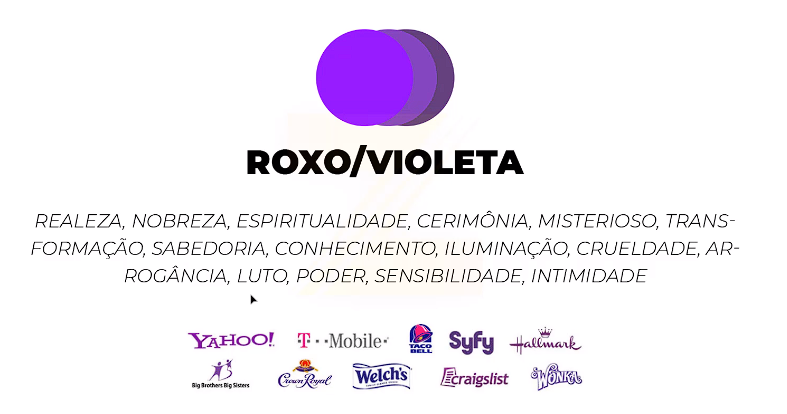 ROXO/VIOLETA
REALEZA, NOBREZA, ESPIRITUALIDADE, CERIMÔNIA, MISTERIOSO, TRANS-
FORMAÇÃO, SABEDORIA, CONHECIMENTO, ILUMINAÇÃO, CRUELDADE, AR-
ROGÂNCIA, LUTO, PODER, SENSIBILIDADE, INTIMIDADE
YAHOO! T··Mobile· TACO BELL Syfy Hallmark
Big Brothers Big Sisters Crown Royal Welch's craigslist WONKA